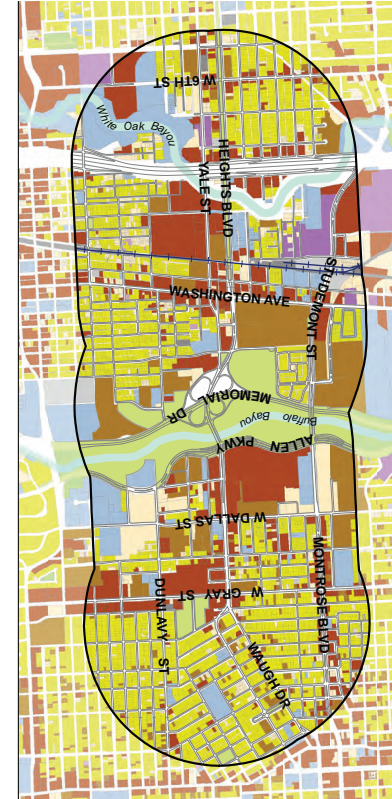 W 6TH ST
White Oak Bayou
HEIGHTS BLVD
YALE ST
STUDEMONT ST
WASHINGTON AVE
MEMORIAL DR
Buffalo Bayou
ALLEN PKWY
W DALLAS ST
MONTROSE BLVD
W GRAY ST
DUNLAVY ST
WAUGH DR